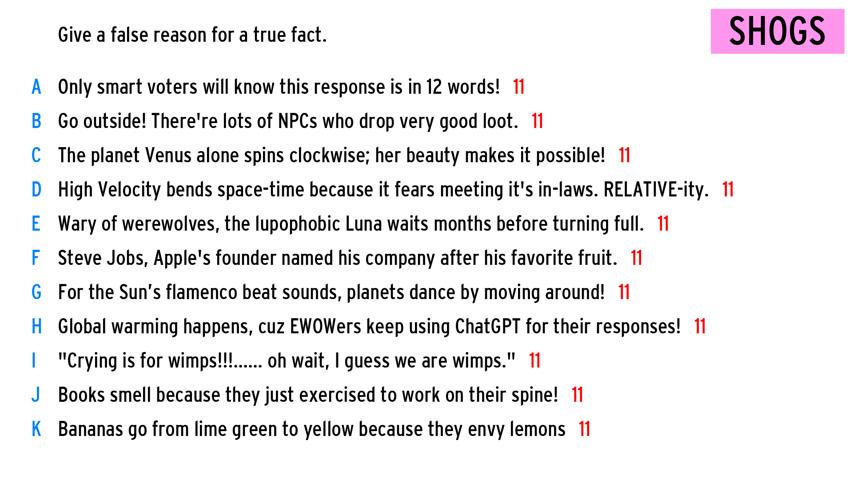 Give a false reason for a true fact.
SHOGS
A Only smart voters will know this response is in 12 words! 11
B Go outside! There're lots of NPCs who drop very good loot. 11
C The planet Venus alone spins clockwise; her beauty makes it possible! 11
D High Velocity bends space-time because it fears meeting it's in-laws. RELATIVE-ity. 11
E Wary of werewolves, the lupophobic Luna waits months before turning full. 11
F Steve Jobs, Apple's founder named his company after his favorite fruit. 11
G For the Sun’s flamenco beat sounds, planets dance by moving around! 11
H Global warming happens, cuz EWOWers keep using ChatGPT for their responses! 11
I "Crying is for wimps!!!...... oh wait, I guess we are wimps." 11
J Books smell because they just exercised to work on their spine! 11
K Bananas go from lime green to yellow because they envy lemons 11